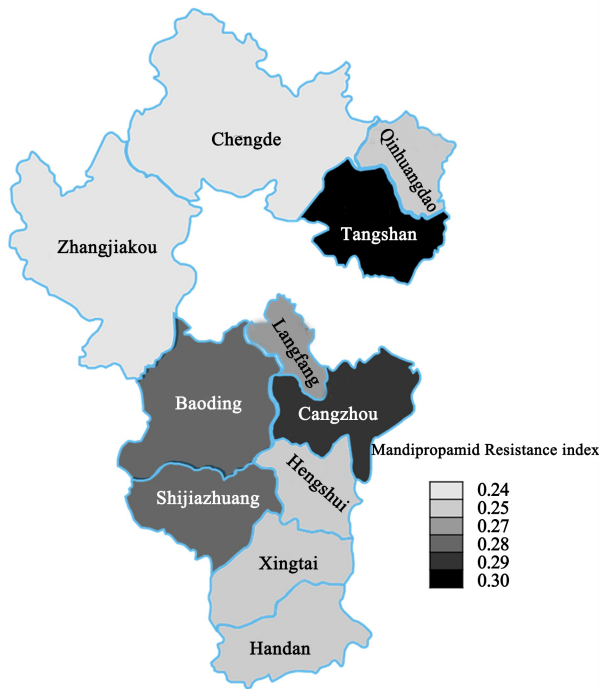 Chengde
Qinhuangdao
Zhangjiakou
Tangshan
Langfang
Baoding
Cangzhou
Mandipropamid Resistance index
Hengshui
Shijiazhuang
0.24
0.25
0.27
0.28
0.29
0.30
Xingtai
Handan